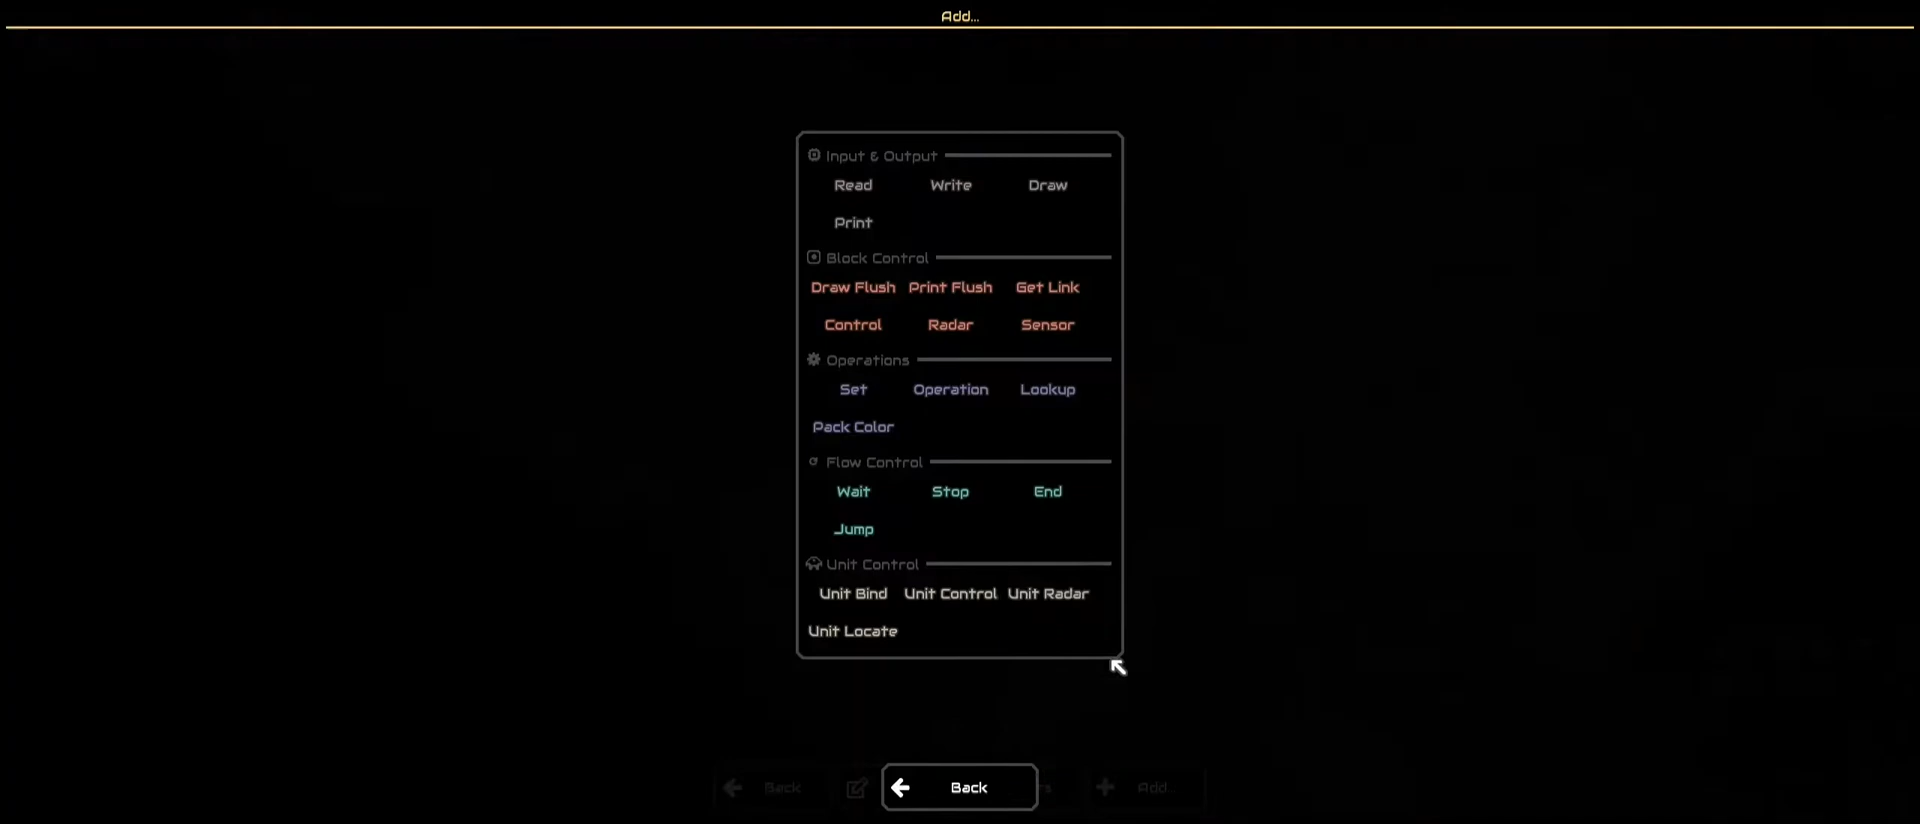 Add...
Input & Output
Read Write Draw
Print
Block Control
Draw Flush Print Flush Get Link
Control Radar Sensor
Operations
Set Operation Lookup
Pack Color
Flow Control
Wait Stop End
Jump
Unit Control
Unit Bind Unit Control Unit Radar
Unit Locate
Back Back Add...